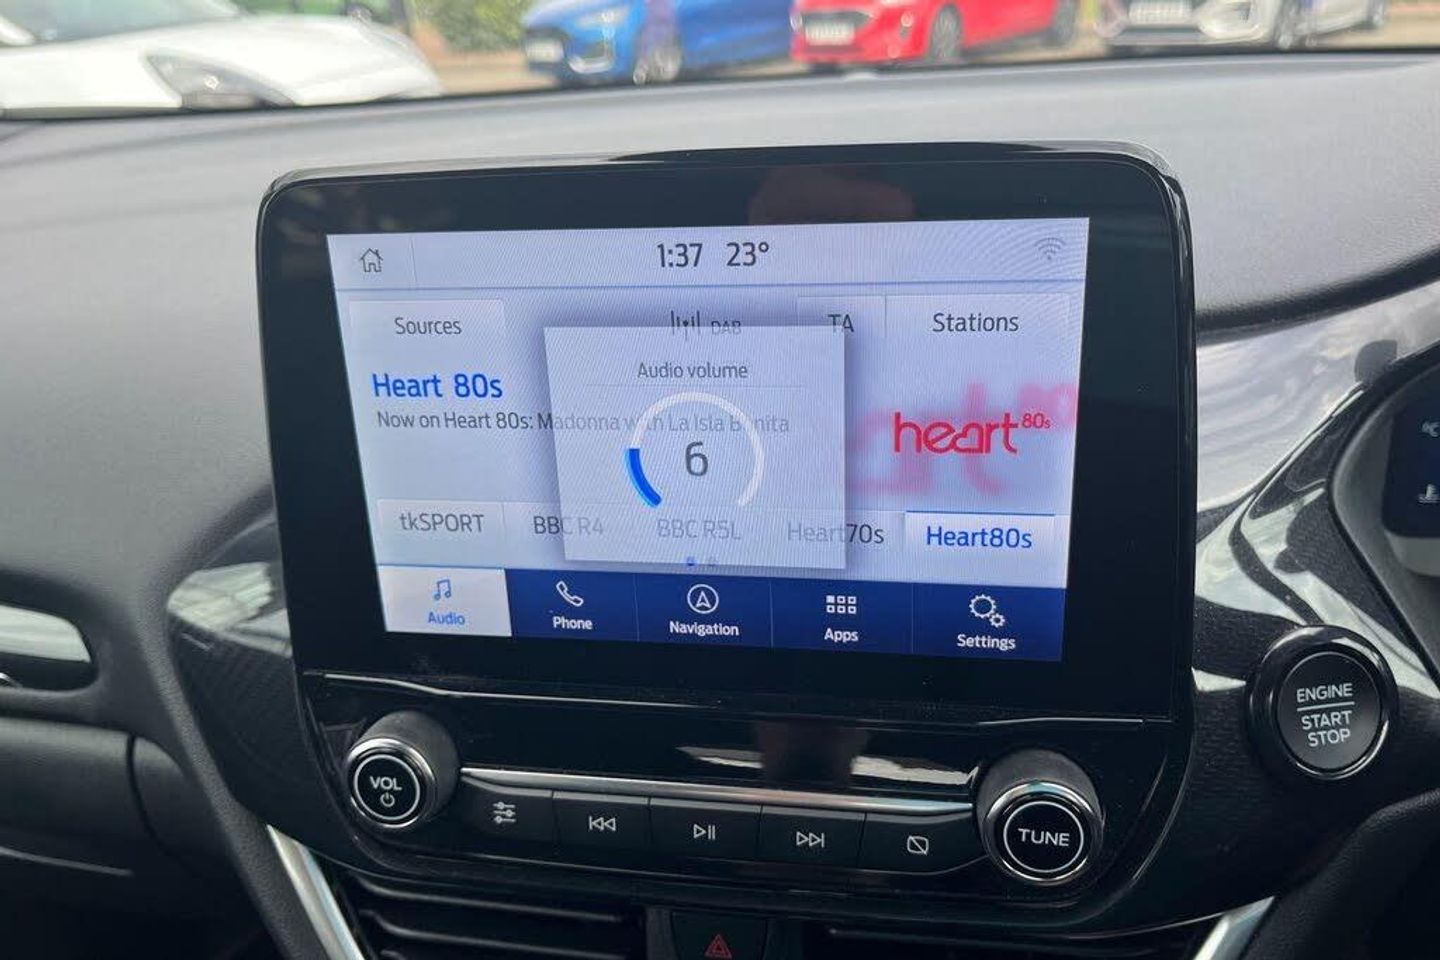 1:37 23°
Sources
DAB
TA
Stations
Audio volume
6
Heart 80s
Now on Heart 80s: Madonna with La Isla Bonita
heart 80s
tkSPORT
BBC R4
BBC R5L
Heart70s
Heart80s
Audio
Phone
Navigation
Apps
Settings
ENGINE
START
STOP
VOL
TUNE